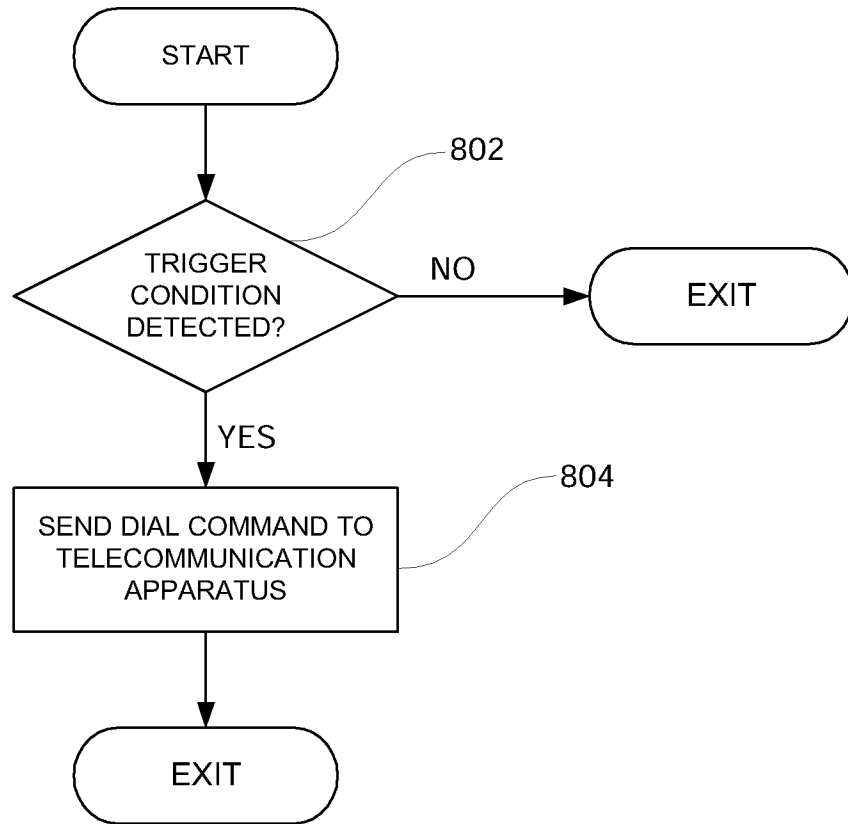 START
802
TRIGGER
CONDITION
DETECTED?
NO
EXIT
YES
804
SEND DIAL COMMAND TO
TELECOMMUNICATION
APPARATUS
EXIT